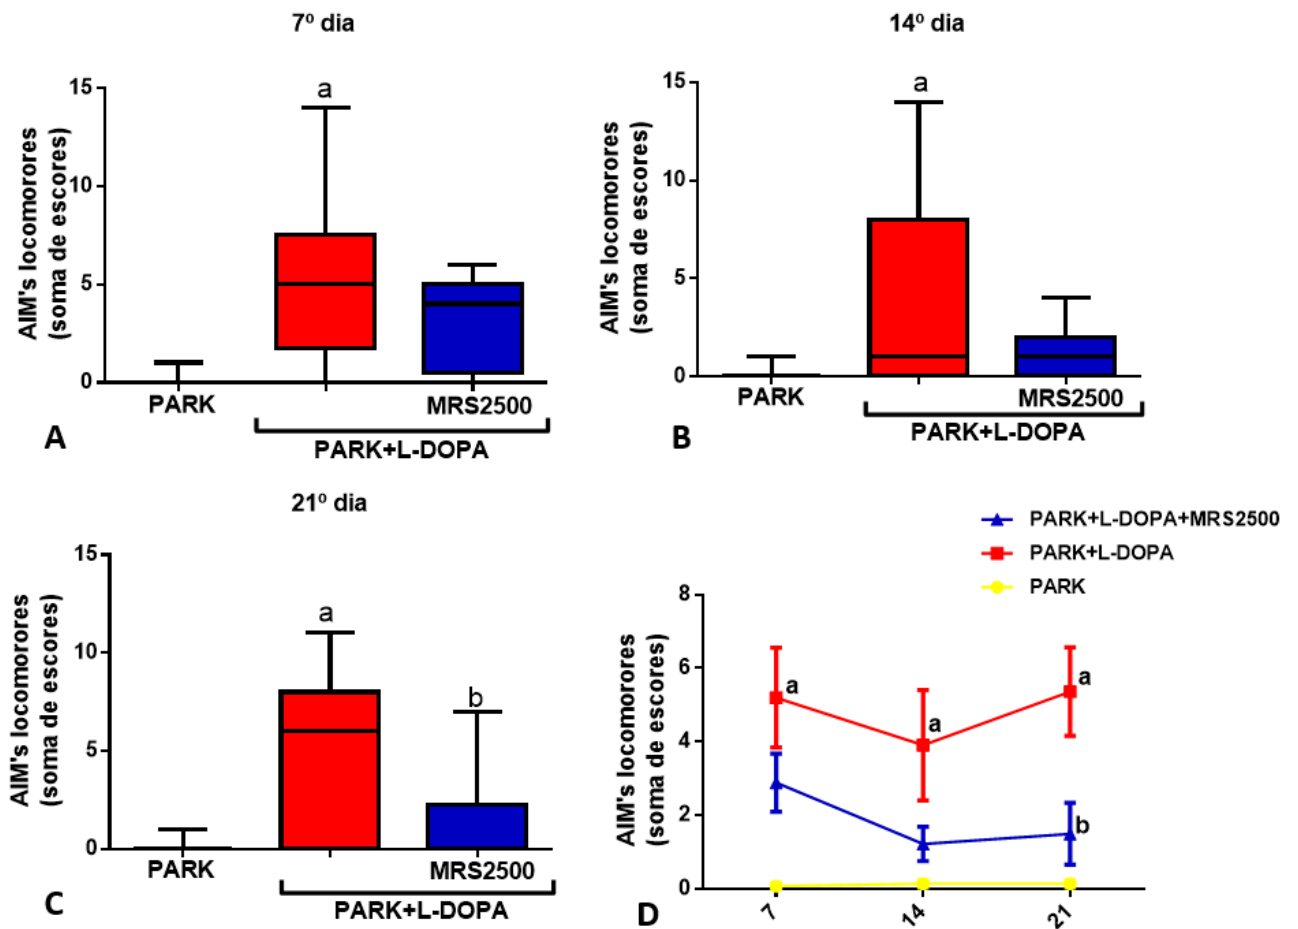 7º dia
AIM's locomorores
(soma de escores)
15
10
5
0
a
PARK
MRS2500
PARK+L-DOPA
A
14º dia
AIM's locomorores
(soma de escores)
15
10
5
0
a
PARK
MRS2500
PARK+L-DOPA
B
21º dia
AIM's locomorores
(soma de escores)
15
10
5
0
a
b
PARK
MRS2500
PARK+L-DOPA
C
PARK+L-DOPA+MRS2500
PARK+L-DOPA
PARK
AIM's locomorores
(soma de escores)
8
6
4
2
0
a
a
a
b
7
14
21
D